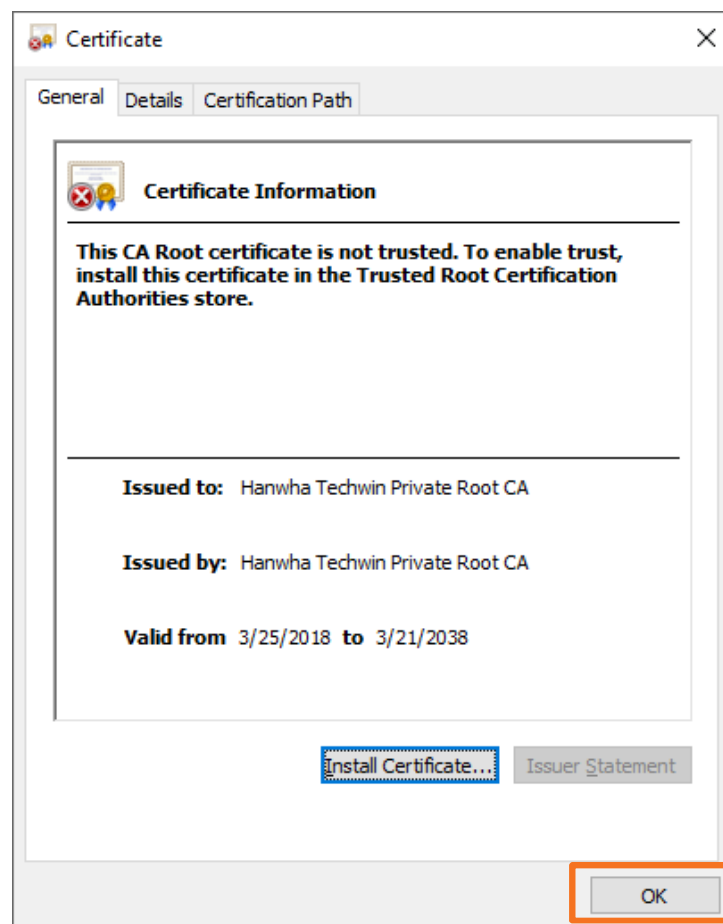 Certificate
General Details Certification Path
Certificate Information
This CA Root certificate is not trusted. To enable trust,
install this certificate in the Trusted Root Certification
Authorities store.
Issued to: Hanwha Techwin Private Root CA
Issued by: Hanwha Techwin Private Root CA
Valid from 3/25/2018 to 3/21/2038
Install Certificate... Issuer Statement
OK